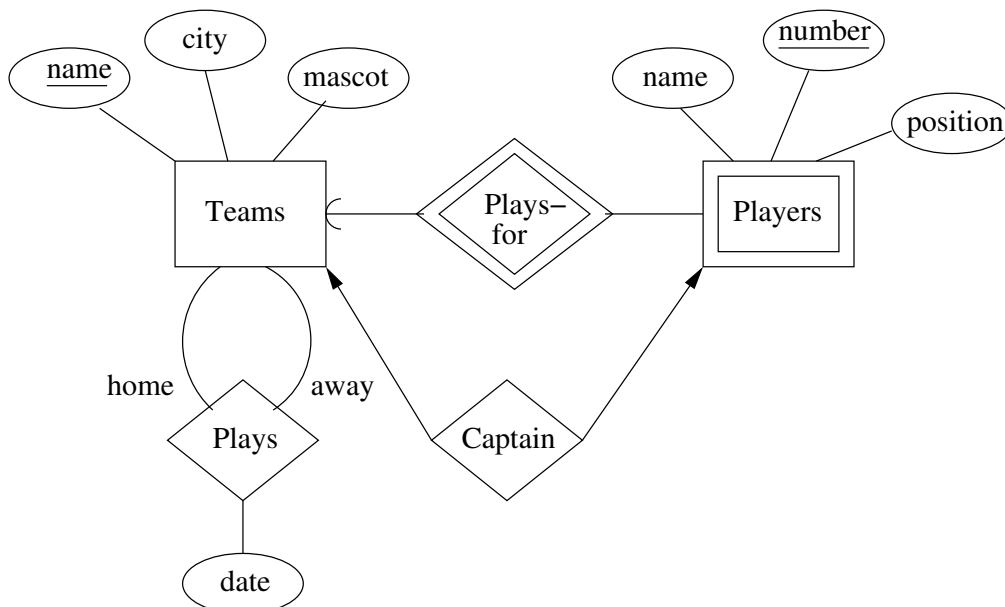 city
number
name
mascot
name
position
Teams
Plays–
for
Players
home
away
Plays
Captain
date